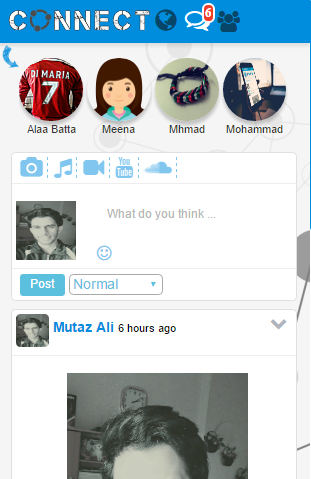 CONNECT
6
DI MARIA
7
Alaa Batta
Meena
Mhmad
Mohammad
You
Tube
What do you think ...
Post
Normal
Mutaz Ali 6 hours ago